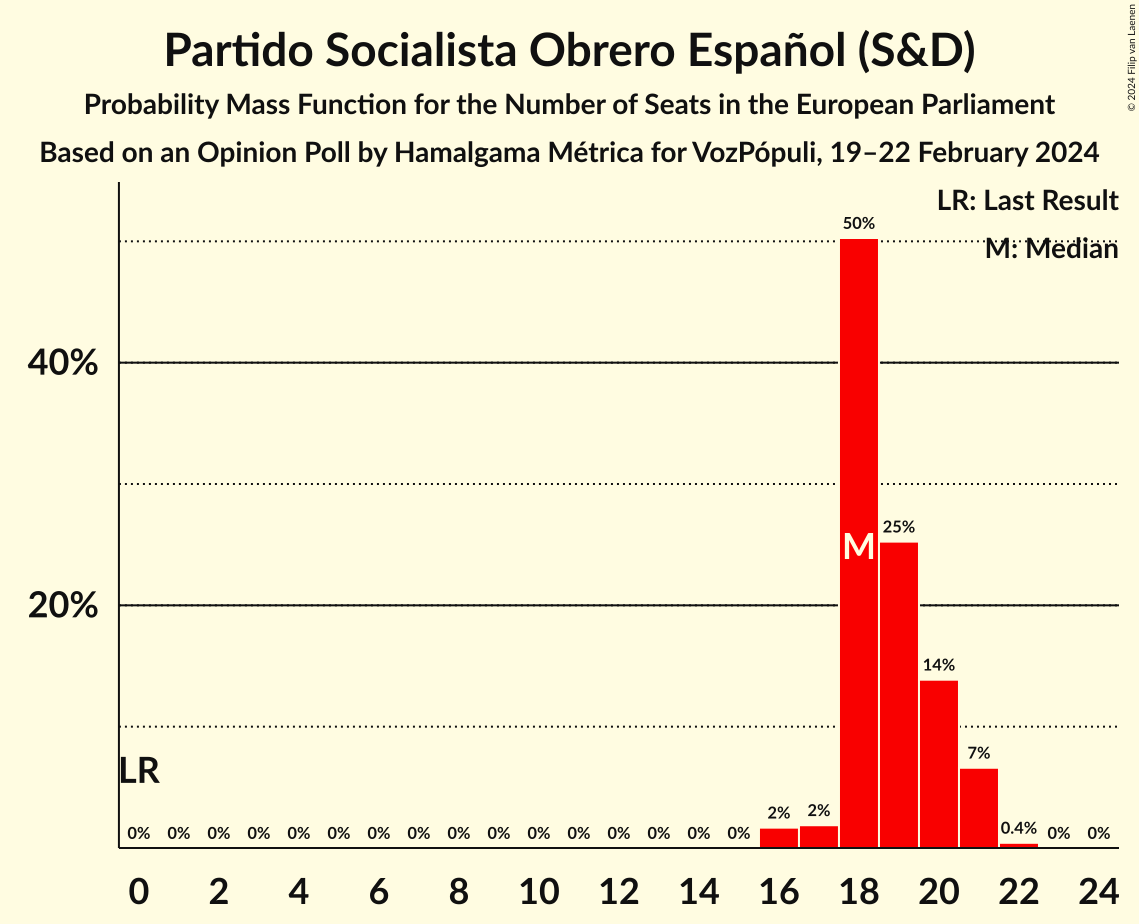 Partido Socialista Obrero Español (S&D)
Probability Mass Function for the Number of Seats in the European Parliament
Based on an Opinion Poll by Hamalgama Métrica for VozPópuli, 19–22 February 2024
© 2024 Filip van Laenen
LR: Last Result
M: Median
50%
40%
M
25%
20%
14%
7%
LR
2%
2%
0.4%
0% 0% 0% 0% 0% 0% 0% 0% 0% 0% 0% 0% 0% 0% 0% 0% 0% 0%
0 2 4 6 8 10 12 14 16 18 20 22 24